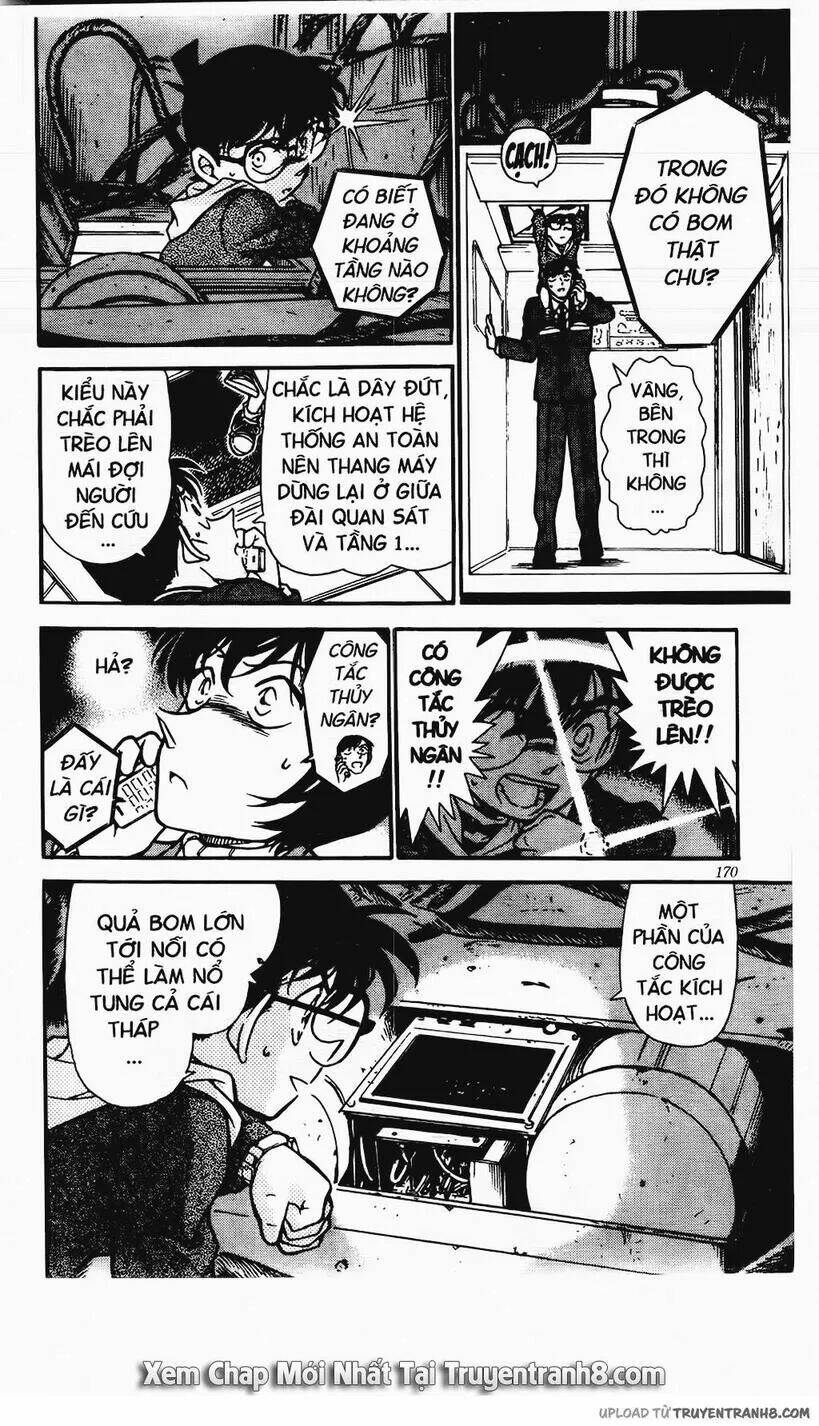 TRONG
ĐÓ KHÔNG
CÓ BOM
THẬT
CHƯ?
CẠCH!
VÂNG,
BÊN
TRONG
THÌ
KHÔNG
...
CÓ BIẾT
ĐANG Ở
KHOẢNG
TẦNG NÀO
KHÔNG?
CHẮC LÀ DÂY ĐỨT,
KÍCH HOẠT HỆ
THỐNG AN TOÀN
NÊN THANG MÁY
DỪNG LẠI Ở GIỮA
ĐÀI QUAN SÁT
VÀ TẦNG 1...
KIỂU NÀY
CHẮC PHẢI
TRÈO LÊN
MÁI ĐỢI
NGƯỜI
ĐẾN CỨU
...
KHÔNG
ĐƯỢC
TRÈO
LÊN!!
CÓ
CÔNG
TẮC
THỦY
NGÂN
!!
CÔNG
TẮC
THỦY
NGÂN?
HẢ?
ĐẤY
LÀ CÁI
GÌ?
170
MỘT
PHẦN CỦA
CÔNG
TẮC KÍCH
HOẠT...
QUẢ BOM LỚN
TỚI NỖI CÓ
THỂ LÀM NỔ
TUNG CẢ CÁI
THÁP
...
Xem Chap Mới Nhất Tại Truyentranh8.com
UPLOAD TỪ TRUYENTRANH8.COM